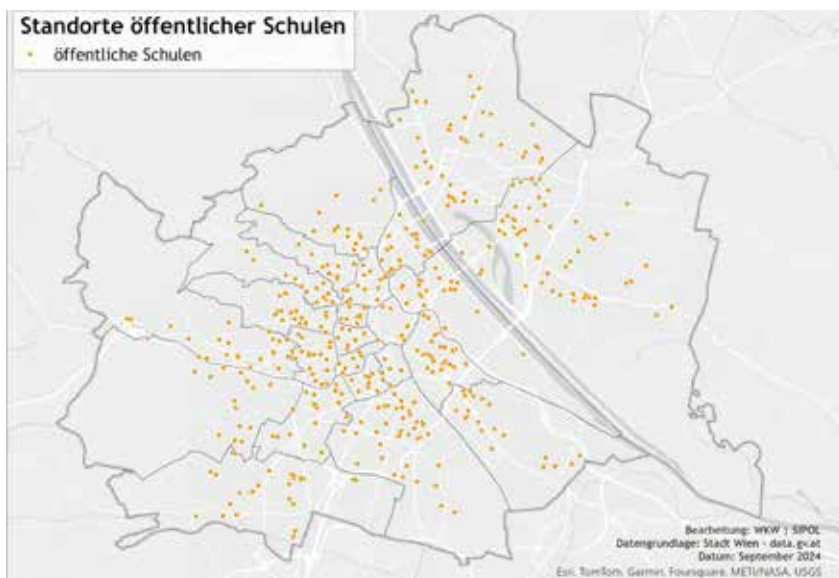 Standorte öffentlicher Schulen
öffentliche Schulen
Bearbeitung: WKW | SIPOL
Datengrundlage: Stadt Wien - data.gv.at
Datum: September 2024
Esri, TomTom, Garmin, Foursquare, METI/NASA, USGS